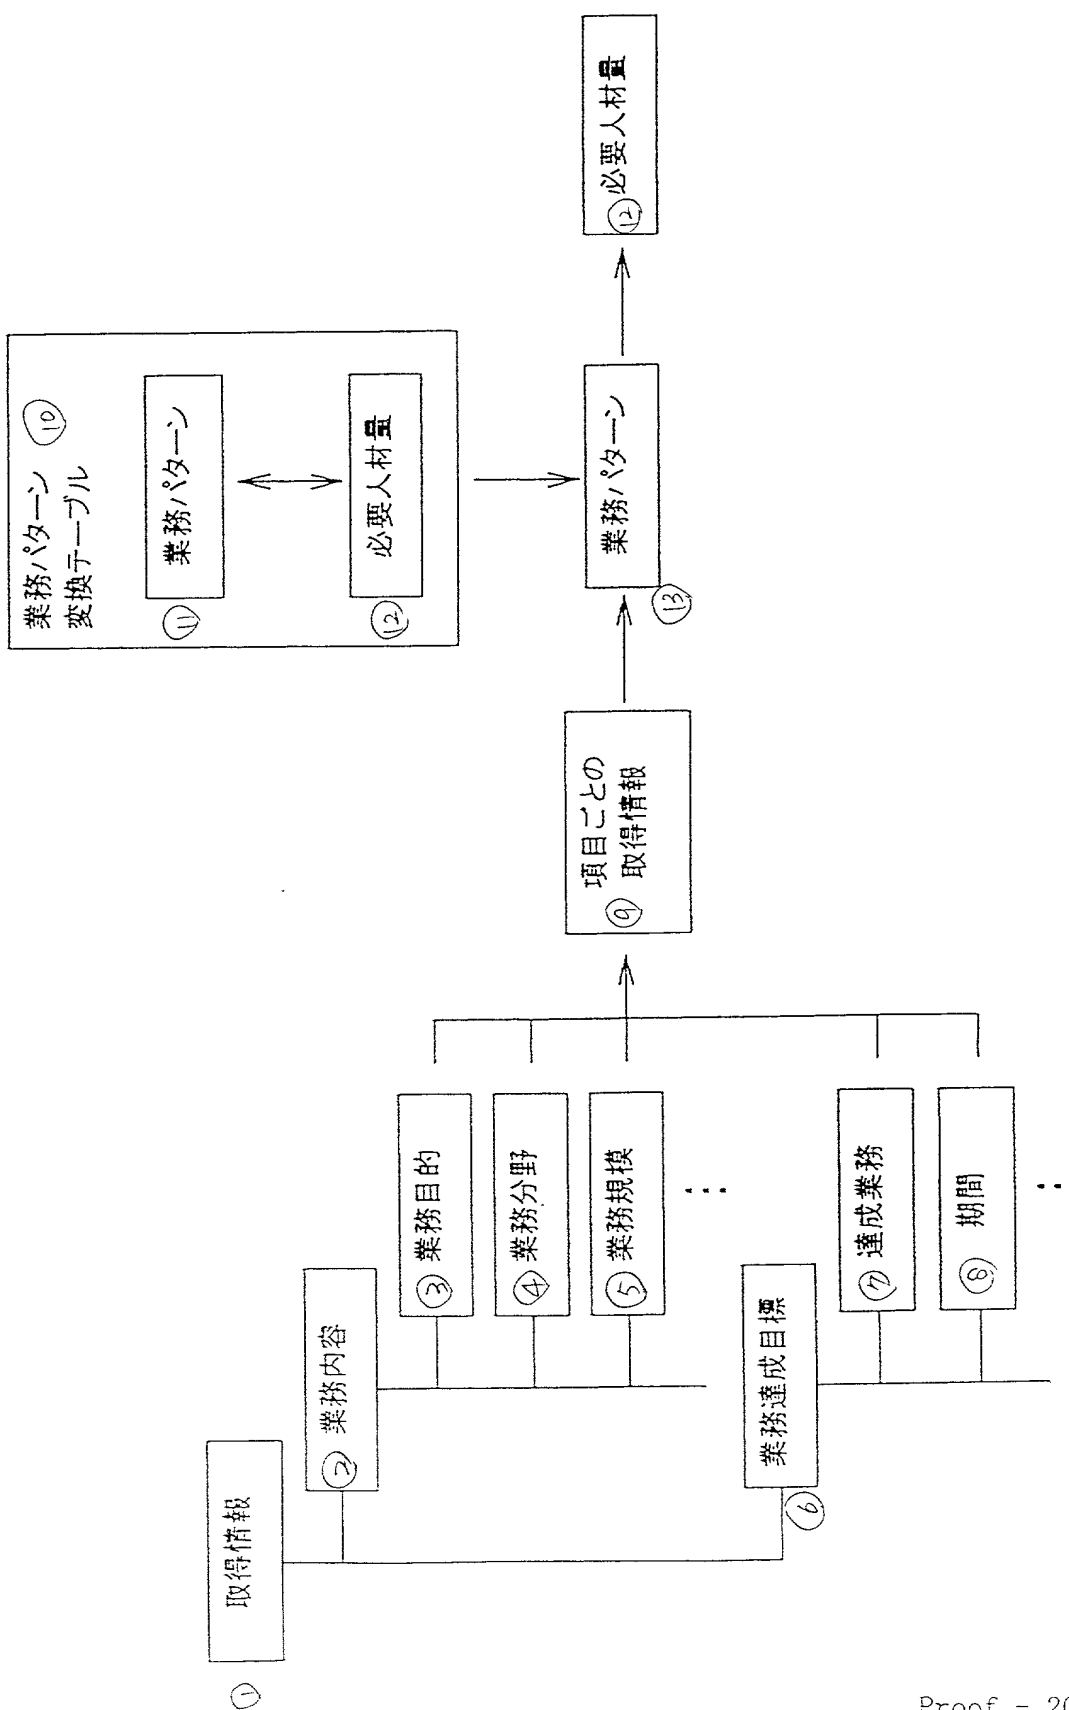 ① 取得情報
② 業務内容
③ 業務目的
④ 業務分野
⑤ 業務規模
⋮
⑥ 業務達成目標
⑦ 達成業務
⑧ 期間
⋮
⑨ 項目ごとの
取得情報
業務パターン ⑩
変換テーブル
⑪ 業務パターン
⑫ 必要人材量
⑬ 業務パターン
⑫ 必要人材量
Proof - 20